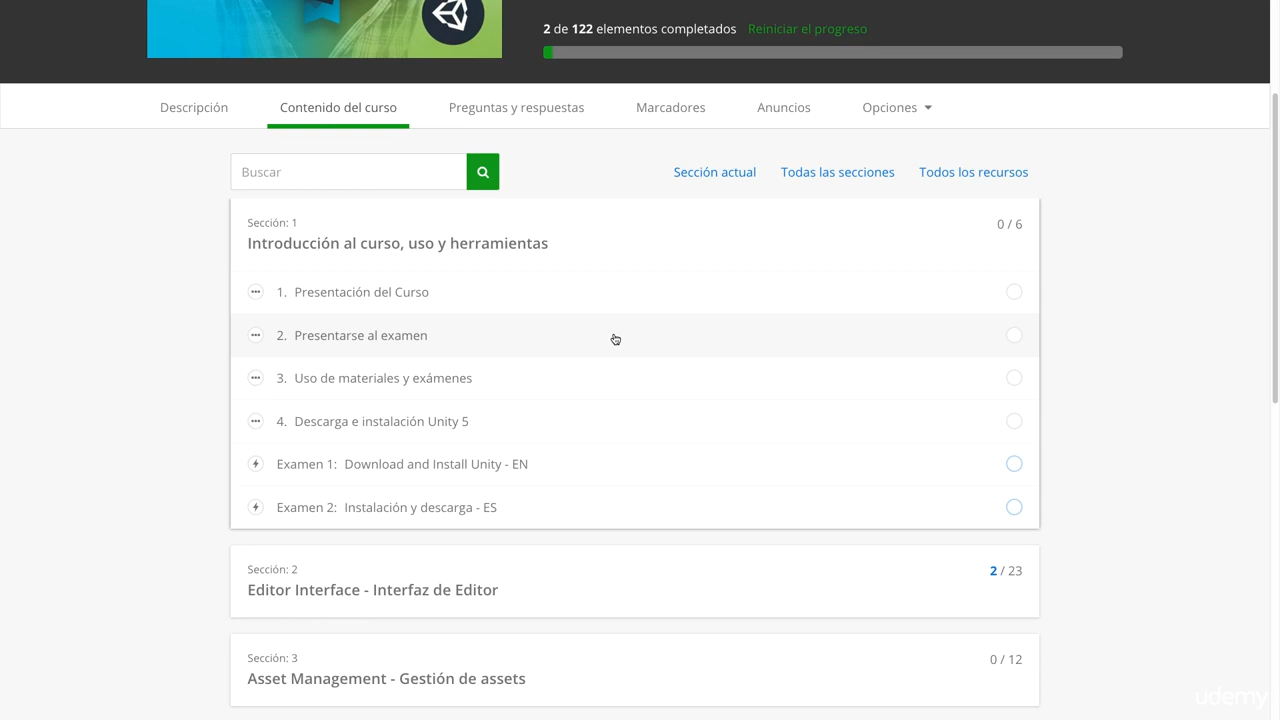 2 de 122 elementos completados Reiniciar el progreso
Descripción Contenido del curso Preguntas y respuestas Marcadores Anuncios Opciones
Buscar Sección actual Todas las secciones Todos los recursos
Sección: 1
Introducción al curso, uso y herramientas 0 / 6
1. Presentación del Curso
2. Presentarse al examen
3. Uso de materiales y exámenes
4. Descarga e instalación Unity 5
Examen 1: Download and Install Unity - EN
Examen 2: Instalación y descarga - ES
Sección: 2
Editor Interface - Interfaz de Editor 2 / 23
Sección: 3
Asset Management - Gestión de assets 0 / 12
udemy